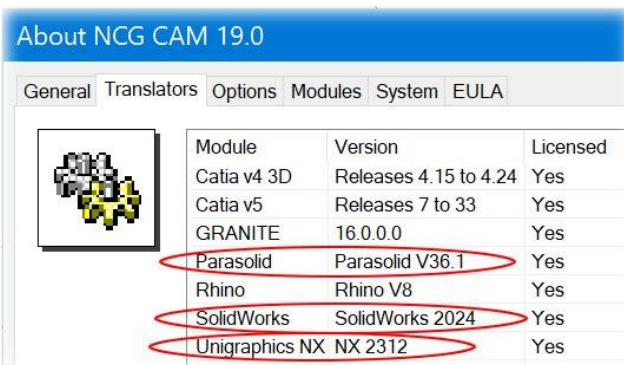 About NCG CAM 19.0
General Translators Options Modules System EULA
Module Version Licensed
Catia v4 3D Releases 4.15 to 4.24 Yes
Catia v5 Releases 7 to 33 Yes
GRANITE 16.0.0.0 Yes
Parasolid Parasolid V36.1 Yes
Rhino Rhino V8 Yes
SolidWorks SolidWorks 2024 Yes
Unigraphics NX NX 2312 Yes